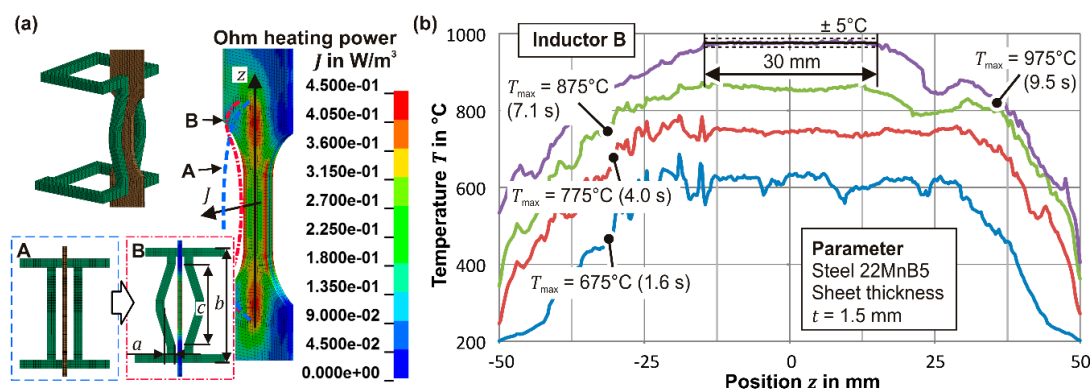 (a)
Ohm heating power
J in W/m³
4.500e-01
4.050e-01
3.600e-01
3.150e-01
2.700e-01
2.250e-01
1.800e-01
1.350e-01
9.000e-02
4.500e-02
0.000e+00
z
B
A
J
A
B
a
c
b
(b)
Temperature T in °C
1000
800
600
400
200
Inductor B
± 5°C
30 mm
Tmax = 875°C
(7.1 s)
Tmax = 975°C
(9.5 s)
Tmax = 775°C (4.0 s)
Tmax = 675°C (1.6 s)
Parameter
Steel 22MnB5
Sheet thickness
t = 1.5 mm
-50
-25
0
25
50
Position z in mm